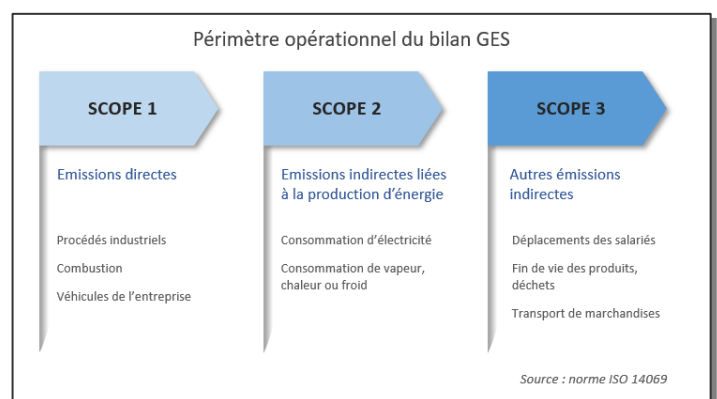 Périmètre opérationnel du bilan GES
SCOPE 1
Emissions directes
Procédés industriels
Combustion
Véhicules de l'entreprise
SCOPE 2
Emissions indirectes liées
à la production d'énergie
Consommation d'électricité
Consommation de vapeur,
chaleur ou froid
SCOPE 3
Autres émissions
indirectes
Déplacements des salariés
Fin de vie des produits,
déchets
Transport de marchandises
Source : norme ISO 14069